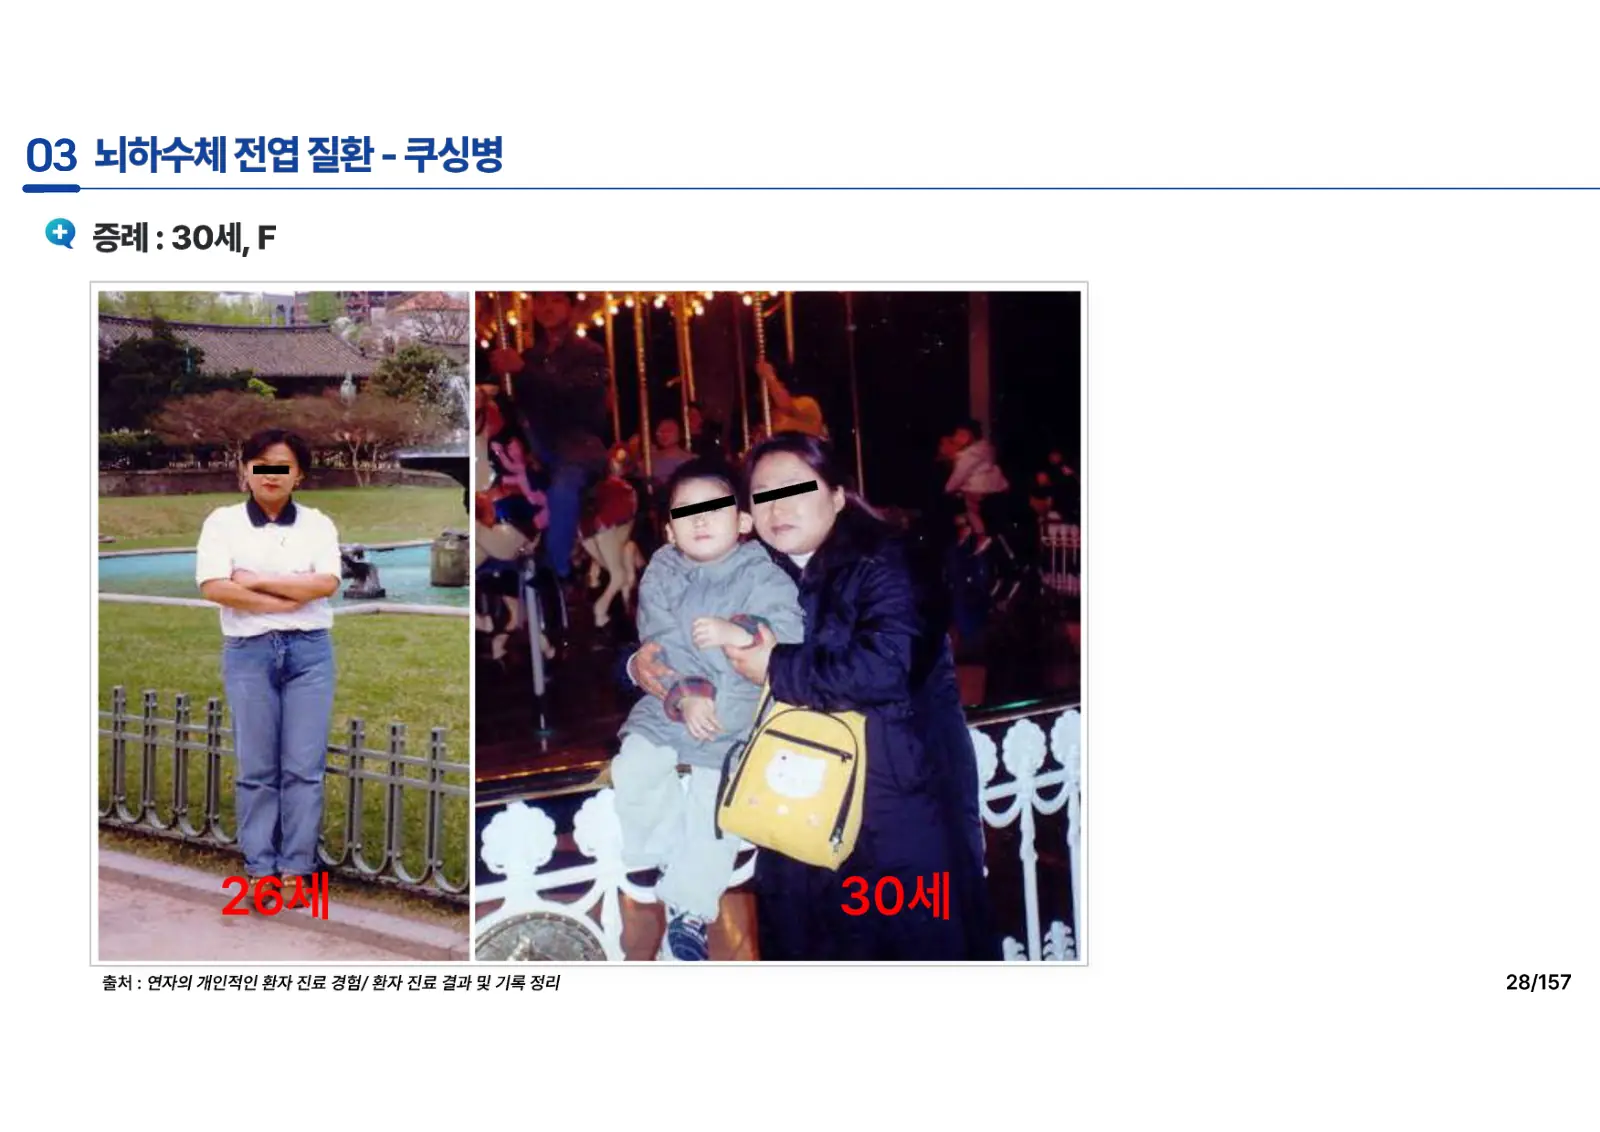 03 뇌하수체 전엽 질환 - 쿠싱병
증례 : 30세, F
26세
30세
출처 : 연자의 개인적인 환자 진료 경험/ 환자 진료 결과 및 기록 정리
28/157